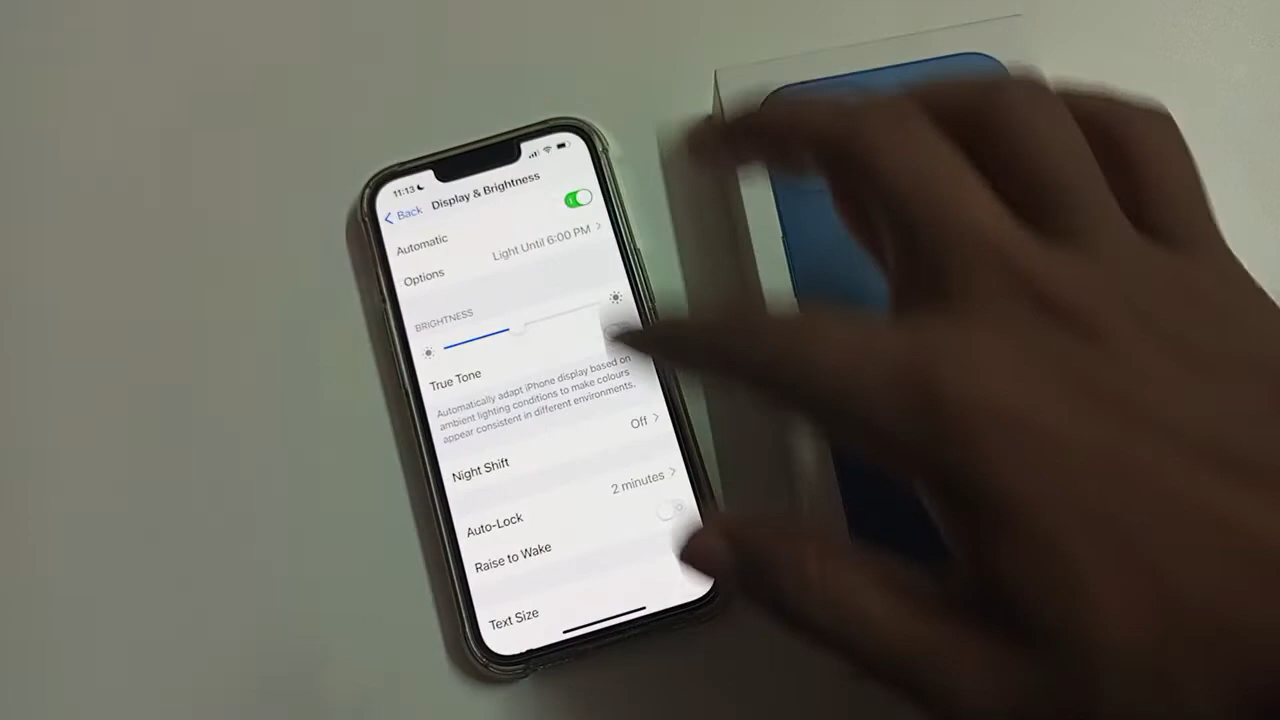 11:13
Back Display & Brightness
Automatic
Options Light Until 6:00 PM
BRIGHTNESS
True Tone
Automatically adapt iPhone display based on
ambient lighting conditions to make colours
appear consistent in different environments.
Night Shift Off
Auto-Lock 2 minutes
Raise to Wake
Text Size